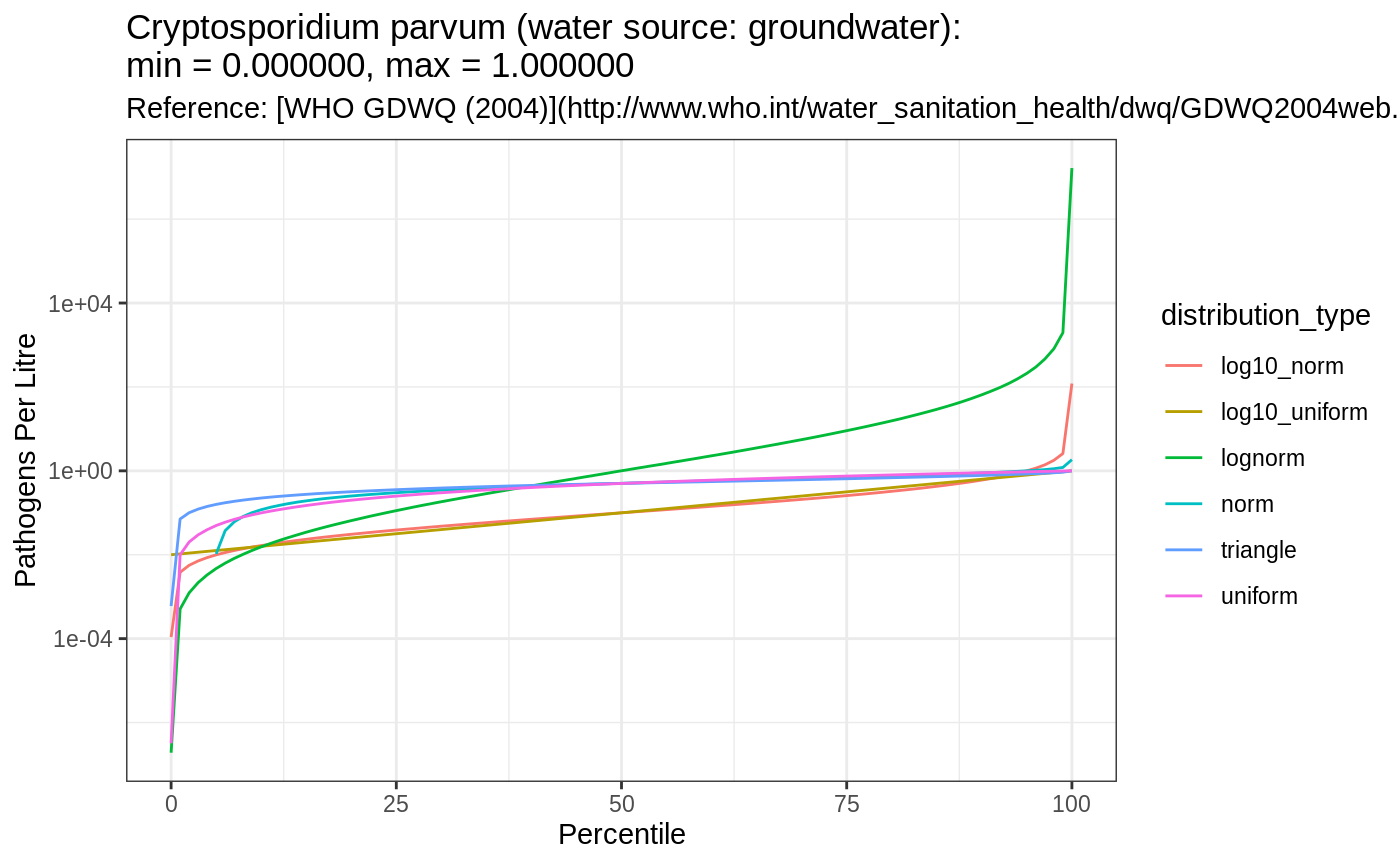 Cryptosporidium parvum (water source: groundwater):
min = 0.000000, max = 1.000000
Reference: [WHO GDWQ (2004)](http://www.who.int/water_sanitation_health/dwq/GDWQ2004web.
Pathogens Per Litre
1e+04
1e+00
1e-04
0 25 50 75 100
Percentile
distribution_type
log10_norm
log10_uniform
lognorm
norm
triangle
uniform